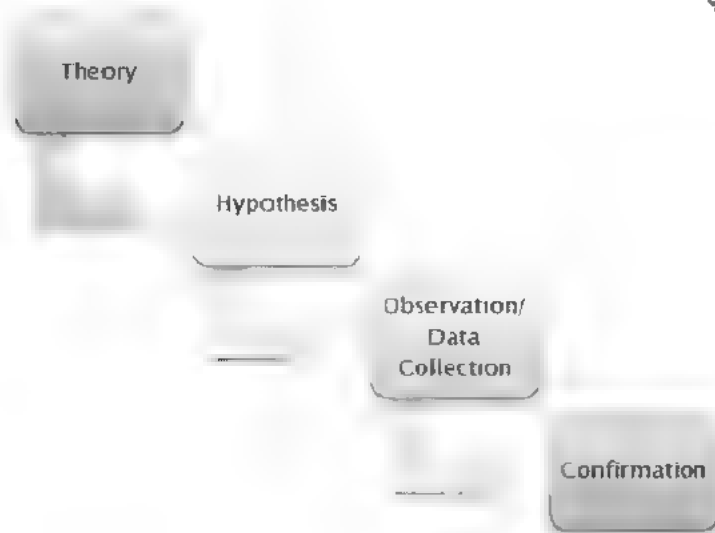 Theory
Hypothesis
Observation/
Data
Collection
Confirmation